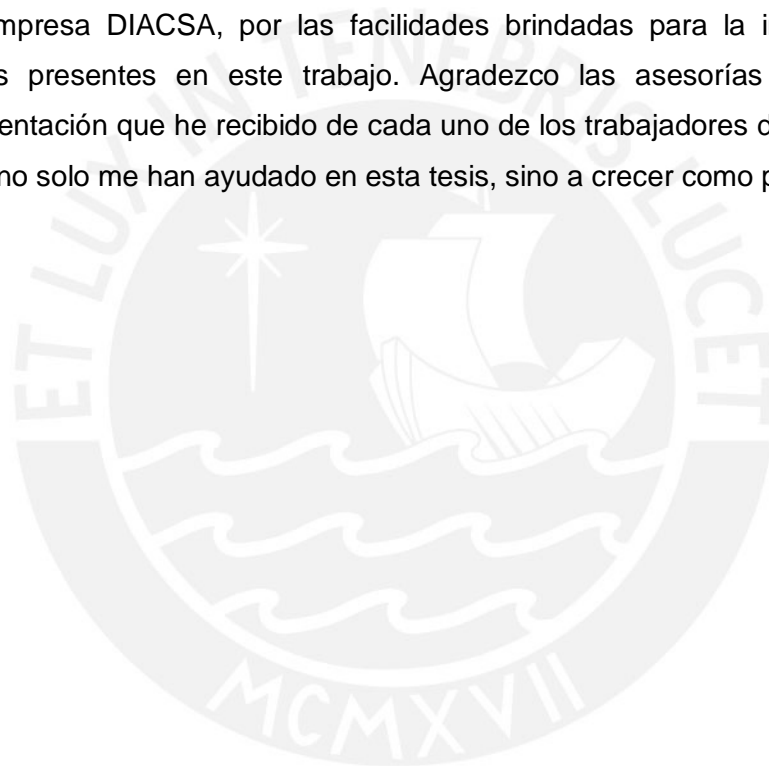 mpresa DIACSA, por las facilidades brindadas para la i
s presentes en este trabajo. Agradezco las asesorías
entación que he recibido de cada uno de los trabajadores d
no solo me han ayudado en esta tesis, sino a crecer como p
ET LUX IN TENEBRIS LUCET
MCMXVII